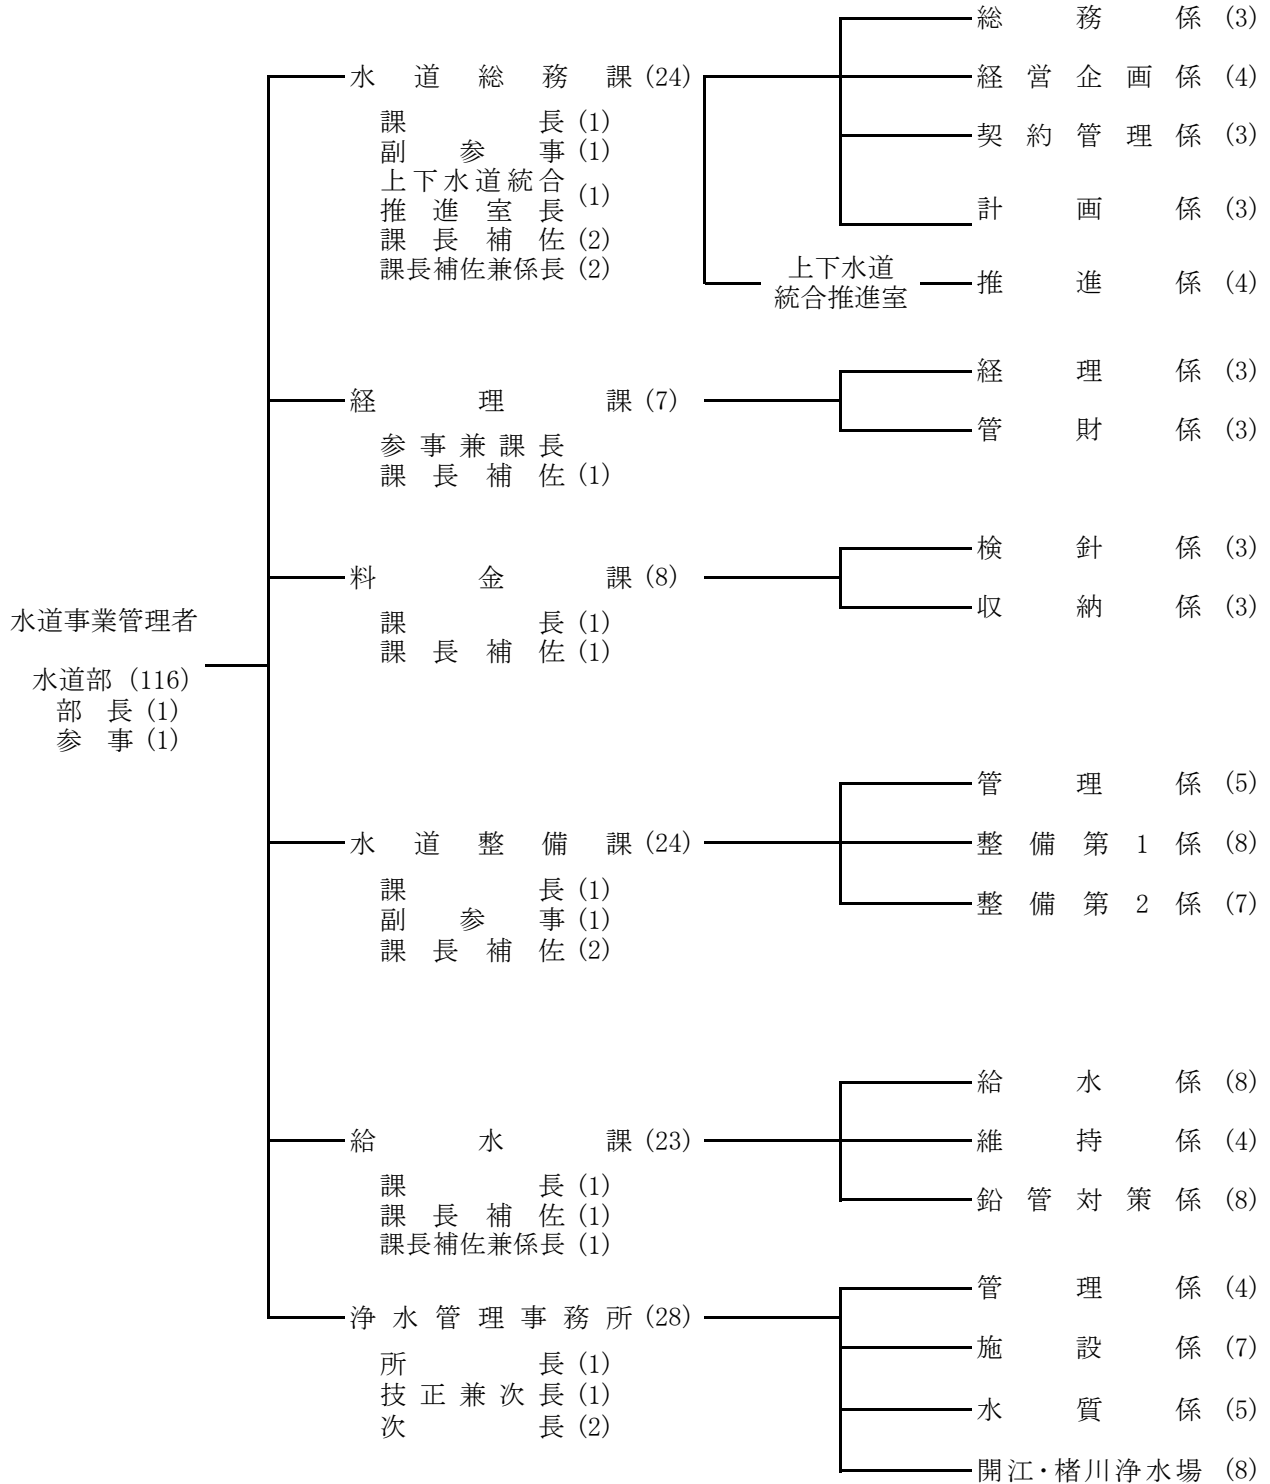 水道事業管理者
水道部 (116)
部長 (1)
参事 (1)
水道総務課 (24)
課長 (1)
副参事 (1)
上下水道統合
推進室長 (1)
課長補佐 (2)
課長補佐兼係長 (2)
総務係 (3)
経営企画係 (4)
契約管理係 (3)
計画係 (3)
上下水道
統合推進室
推進係 (4)
経理課 (7)
参事兼課長
課長補佐 (1)
経理係 (3)
管財係 (3)
料金課 (8)
課長 (1)
課長補佐 (1)
検針係 (3)
収納係 (3)
水道整備課 (24)
課長 (1)
副参事 (1)
課長補佐 (2)
管理係 (5)
整備第1係 (8)
整備第2係 (7)
給水課 (23)
課長 (1)
課長補佐 (1)
課長補佐兼係長 (1)
給水係 (8)
維持係 (4)
鉛管対策係 (8)
浄水管理事務所 (28)
所長 (1)
技正兼次長 (1)
次長 (2)
管理係 (4)
施設係 (7)
水質係 (5)
開江・楮川浄水場 (8)